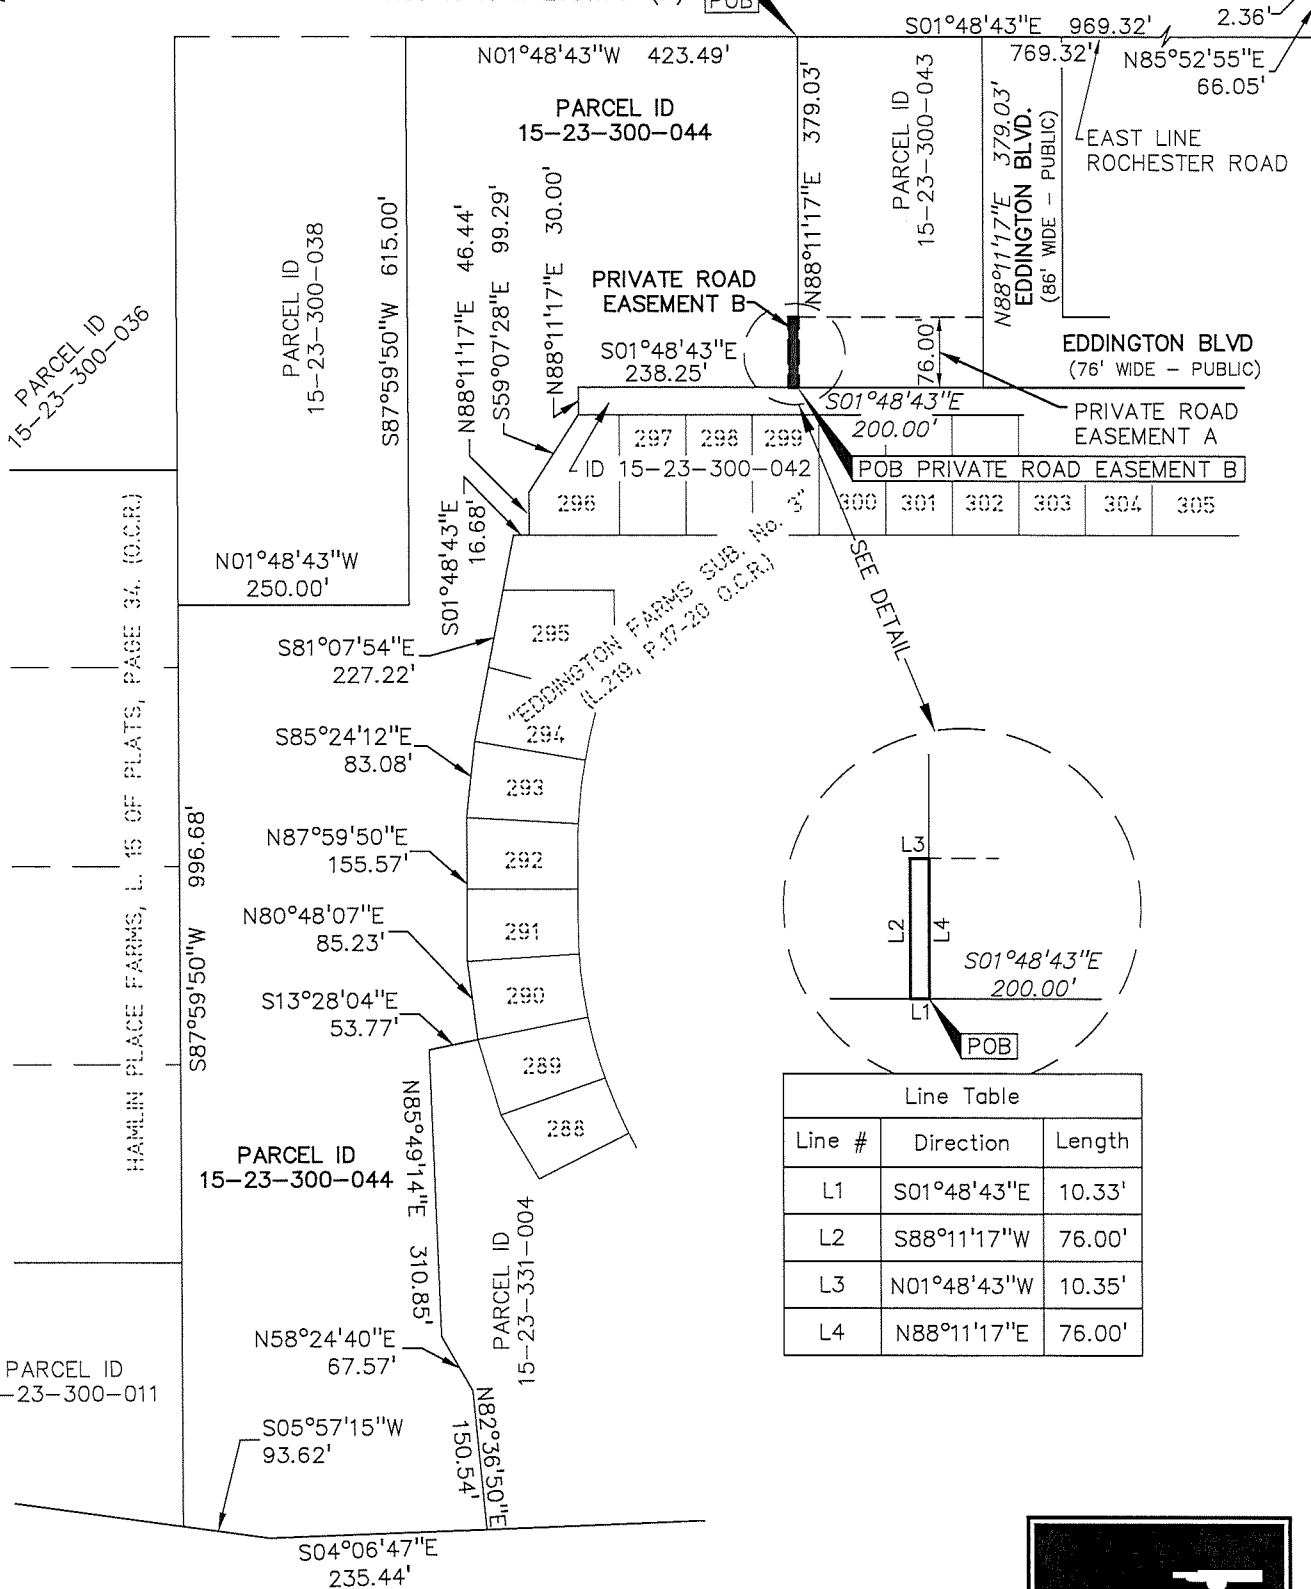 POB
S01°48'43"E 969.32'
2.36'
N01°48'43"W 423.49'
769.32'
N85°52'55"E
66.05'
PARCEL ID
15-23-300-044
N88°11'17"E 379.03'
PARCEL ID
15-23-300-043
N88°11'17"E 379.03'
EDDINGTON BLVD.
(86' WIDE - PUBLIC)
EAST LINE
ROCHESTER ROAD
PARCEL ID
15-23-300-036
PARCEL ID
15-23-300-038
S87°59'50"W 615.00'
N88°11'17"E 46.44'
S59°07'28"E 99.29'
N88°11'17"E 30.00'
PRIVATE ROAD
EASEMENT B
S01°48'43"E
238.25'
76.00'
EDDINGTON BLVD
(76' WIDE - PUBLIC)
S01°48'43"E
200.00'
PRIVATE ROAD
EASEMENT A
297 298 299
ID 15-23-300-042
POB PRIVATE ROAD EASEMENT B
296 300 301 302 303 304 305
S01°48'43"E
16.68'
N01°48'43"W
250.00'
"EDDINGTON FARMS SUB. No. 3"
(L.219, P.17-20 O.C.R.)
SEE DETAIL
HAMLIN PLACE FARMS, L. 15 OF PLATS, PAGE 34. (O.C.R.)
S81°07'54"E
227.22'
295
S85°24'12"E
83.08'
294
293
N87°59'50"E
155.57'
292
S87°59'50"W 996.68'
N80°48'07"E
85.23'
291
S13°28'04"E
53.77'
290
289
288
L3
L2
L4
S01°48'43"E
200.00'
L1
POB
N85°49'14"E 310.85'
PARCEL ID
15-23-300-044
PARCEL ID
15-23-331-004
Line Table
Line # Direction Length
L1 S01°48'43"E 10.33'
L2 S88°11'17"W 76.00'
L3 N01°48'43"W 10.35'
L4 N88°11'17"E 76.00'
N58°24'40"E
67.57'
PARCEL ID
-23-300-011
S05°57'15"W
93.62'
N82°36'50"E
150.54'
S04°06'47"E
235.44'